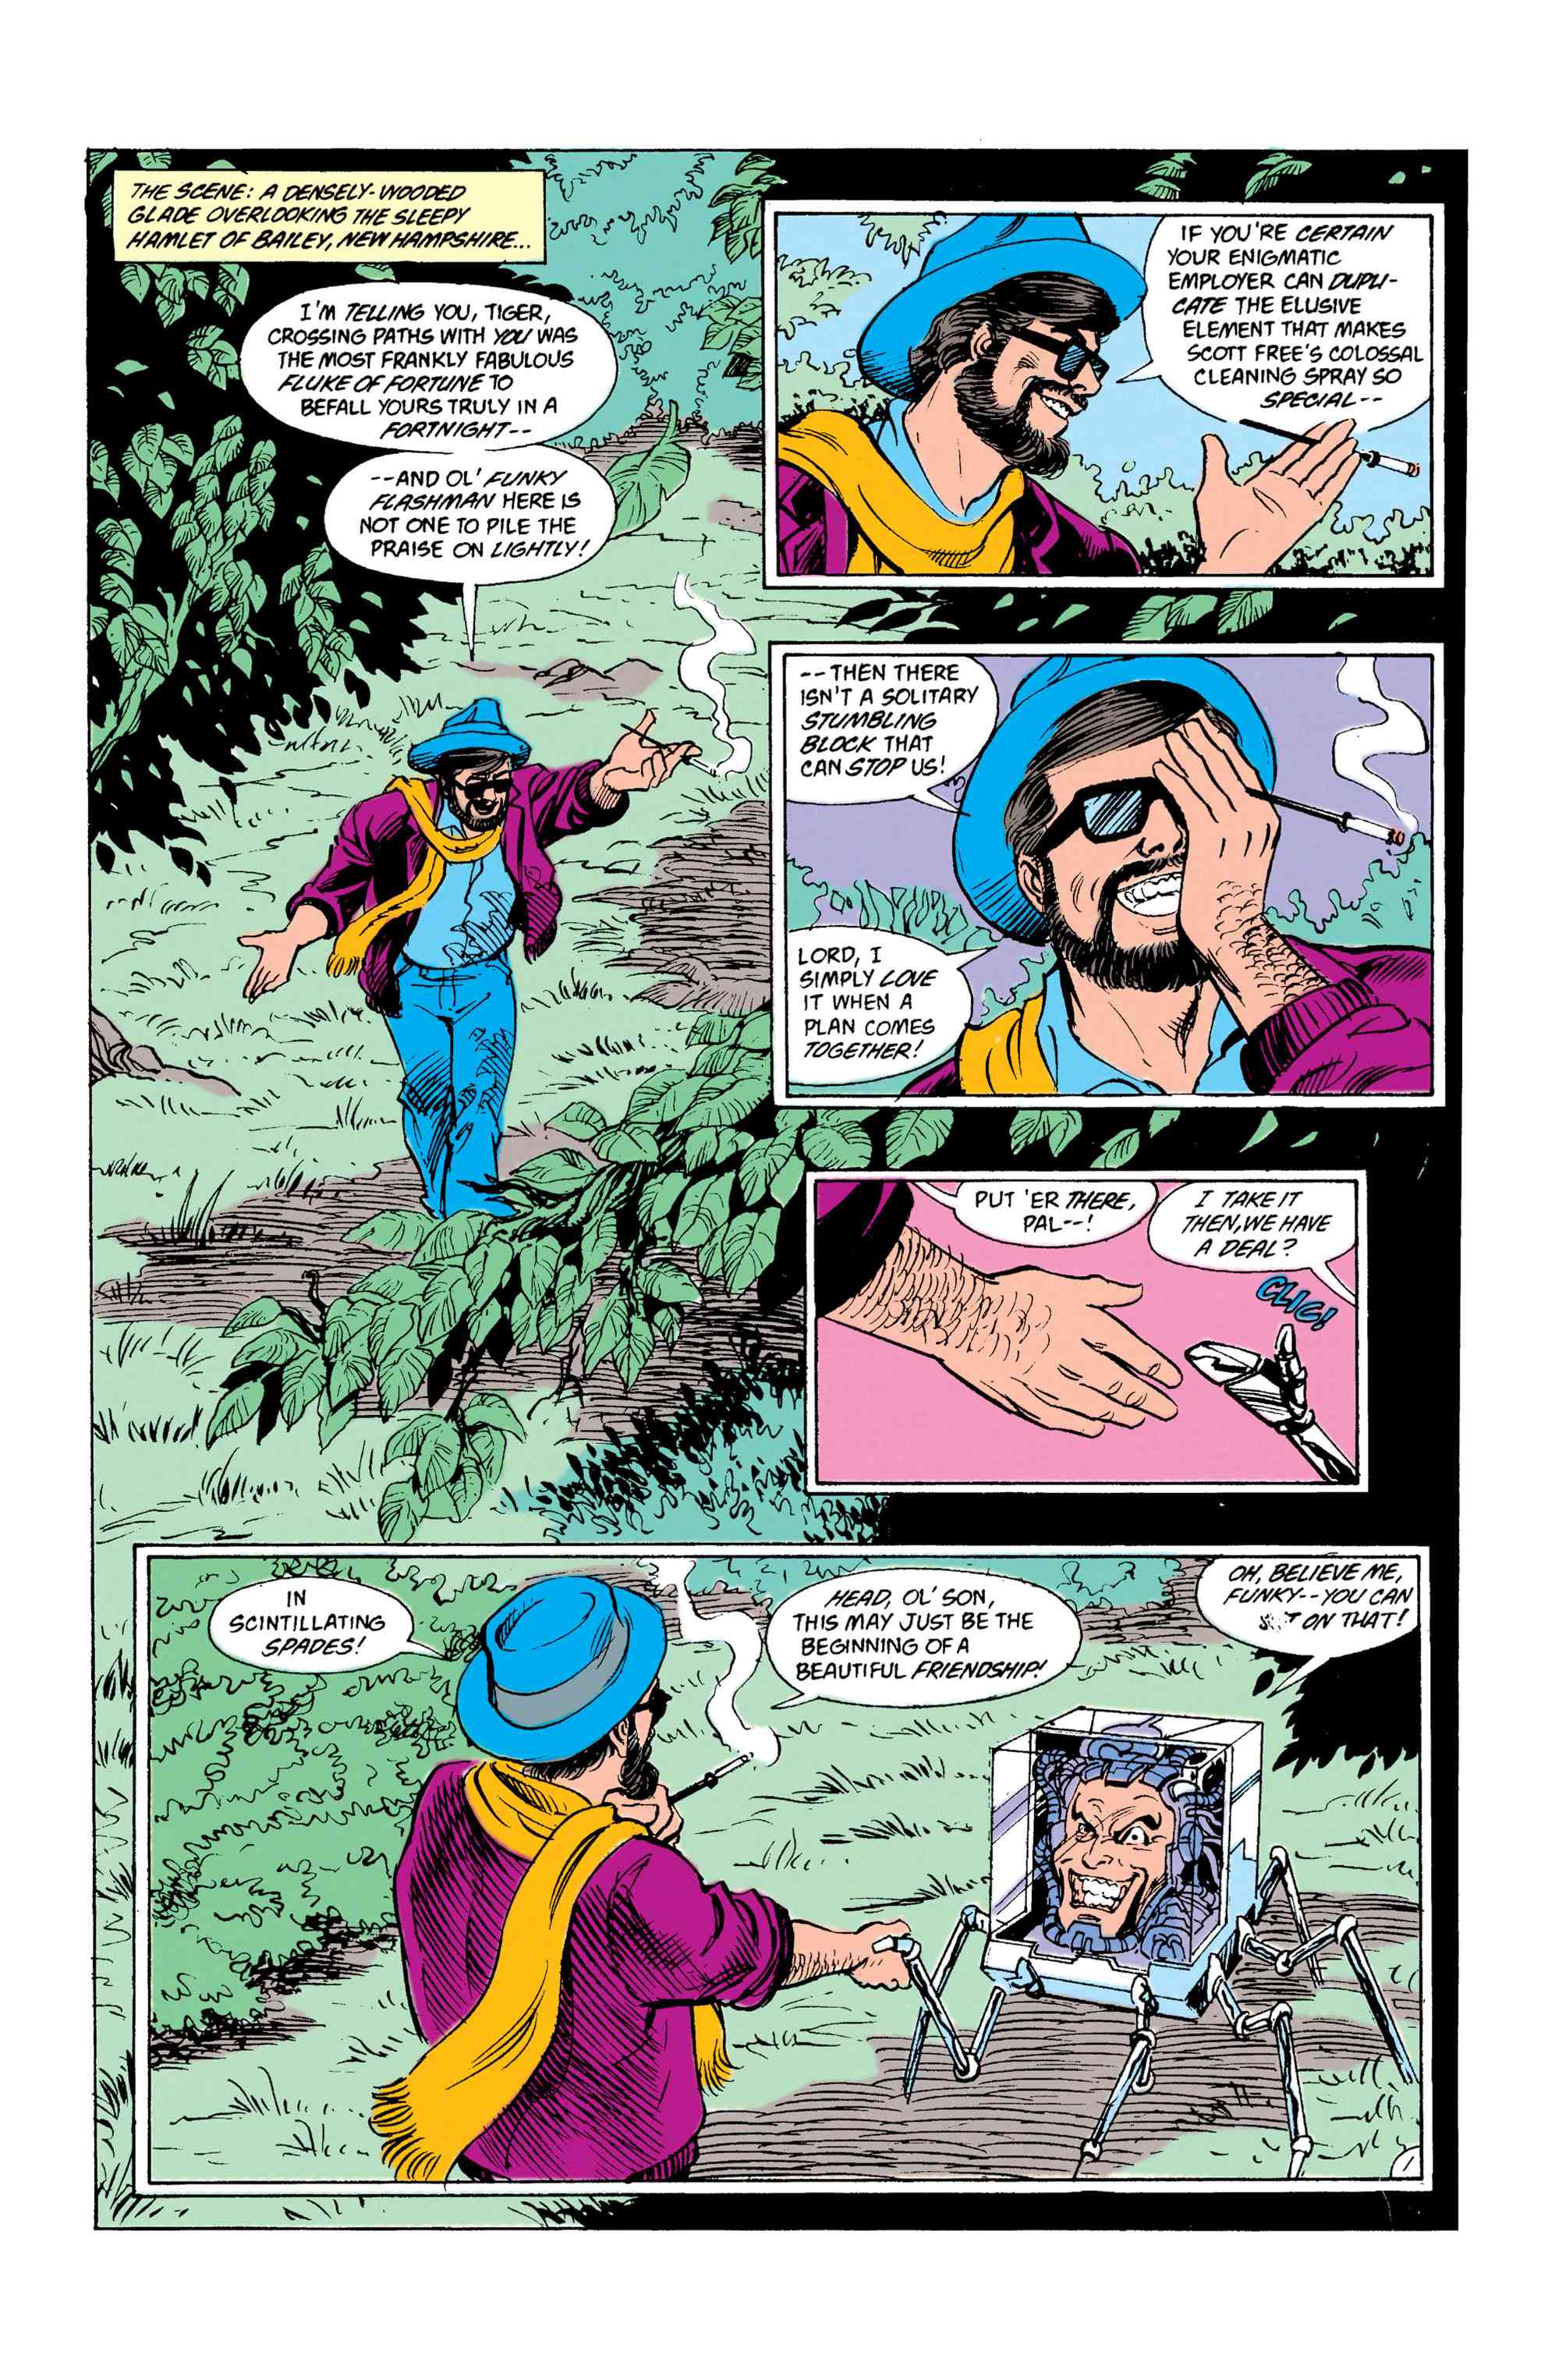 THE SCENE: A DENSELY-WOODED
GLADE OVERLOOKING THE SLEEPY
HAMLET OF BAILEY, NEW HAMPSHIRE...
I'M TELLING YOU, TIGER,
CROSSING PATHS WITH YOU WAS
THE MOST FRANKLY FABULOUS
FLUKE OF FORTUNE TO
BEFALL YOURS TRULY IN A
FORTNIGHT--
--AND OL' FUNKY
FLASHMAN HERE IS
NOT ONE TO PILE THE
PRAISE ON LIGHTLY!
IF YOU'RE CERTAIN
YOUR ENIGMATIC
EMPLOYER CAN DUPLI-
CATE THE ELUSIVE
ELEMENT THAT MAKES
SCOTT FREE'S COLOSSAL
CLEANING SPRAY SO
SPECIAL--
--THEN THERE
ISN'T A SOLITARY
STUMBLING
BLOCK THAT
CAN STOP US!
LORD, I
SIMPLY LOVE
IT WHEN A
PLAN COMES
TOGETHER!
PUT 'ER THERE,
PAL--!
I TAKE IT
THEN, WE HAVE
A DEAL?
CLIG!
IN
SCINTILLATING
SPADES!
HEAD, OL' SON,
THIS MAY JUST BE THE
BEGINNING OF A
BEAUTIFUL FRIENDSHIP!
OH, BELIEVE ME,
FUNKY--YOU CAN
ON THAT!
1